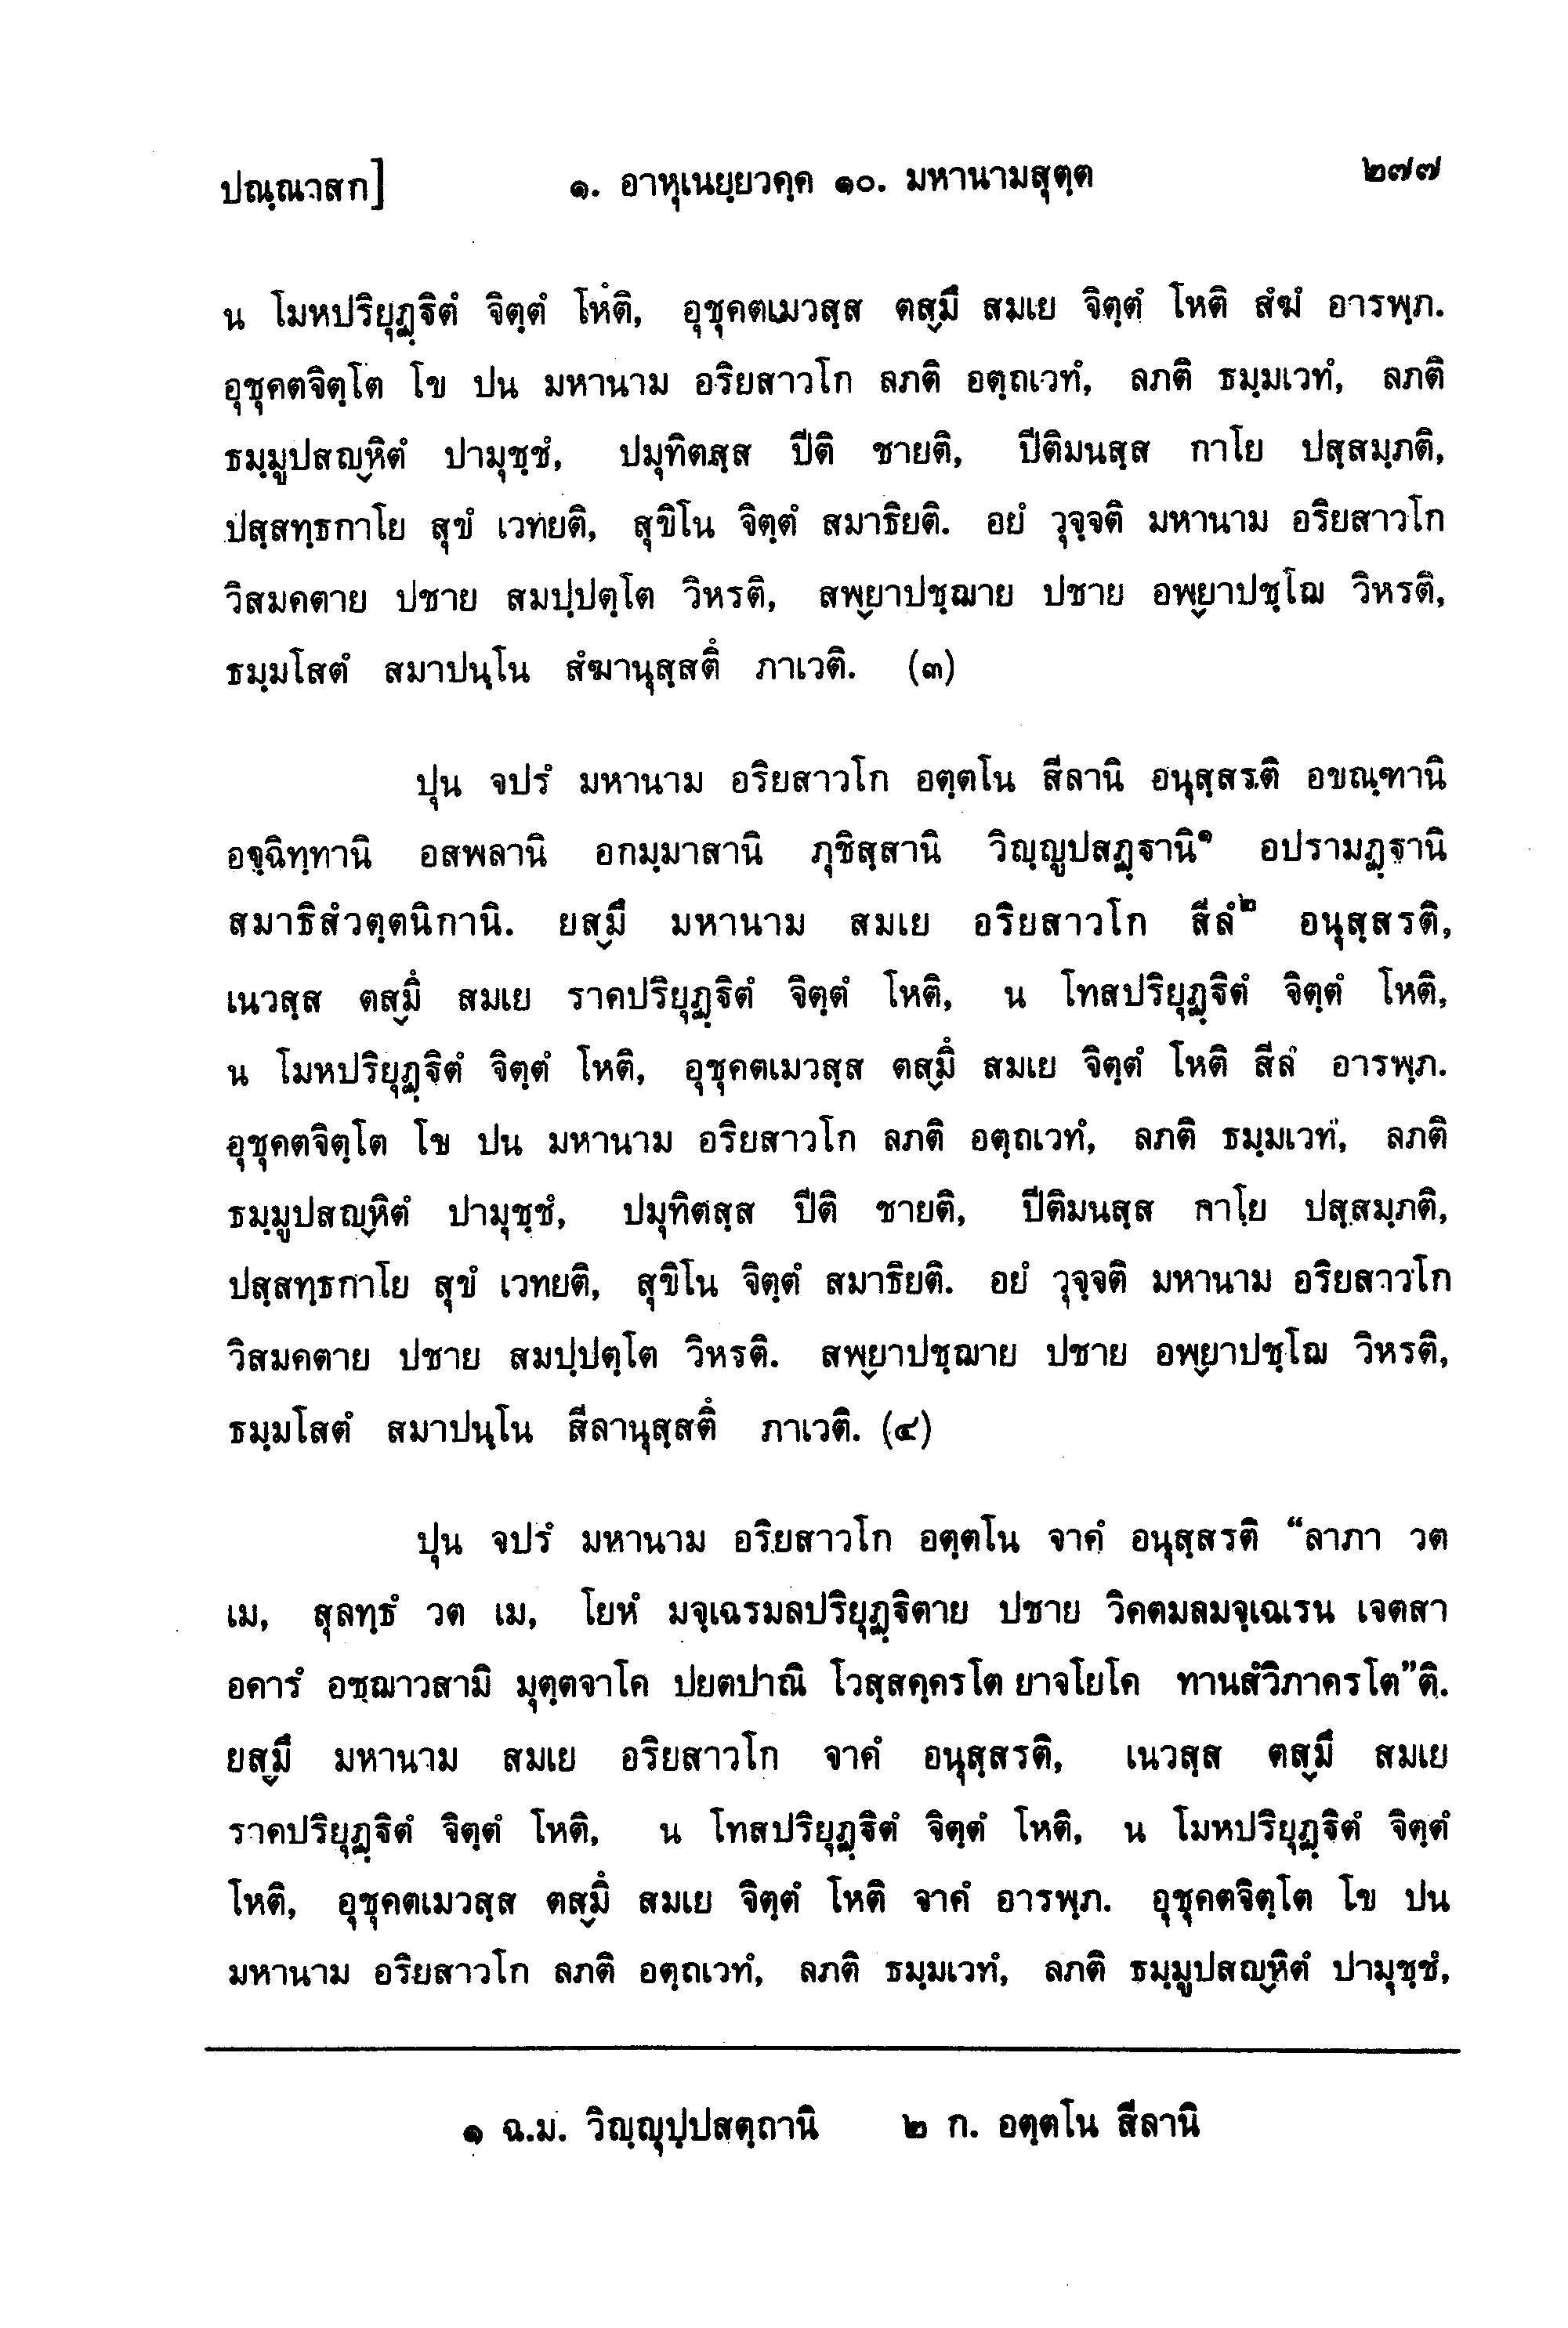 ปณฺณาสก] ๑. อาหุเนยฺยวคฺค ๑๐. มหานามสุตฺต ๒๗๗
น โมหปริยุฏฺฐิตํ จิตฺตํ โหติ, อุชุคตเมวสฺส ตสฺมึ สมเย จิตฺตํ โหติ สํฆํ อารพฺภ.
อุชุคตจิตฺโต โข ปน มหานาม อริยสาวโก ลภติ อตฺถเวทํ, ลภติ ธมฺมเวทํ, ลภติ
ธมฺมูปสญฺหิตํ ปามุชฺชํ, ปมุทิตสฺส ปีติ ชายติ, ปีติมนสฺส กาโย ปสฺสมฺภติ,
ปสฺสทฺธกาโย สุขํ เวทยติ, สุขิโน จิตฺตํ สมาธิยติ. อยํ วุจฺจติ มหานาม อริยสาวโก
วิสมคตาย ปชาย สมปฺปตฺโต วิหรติ, สพฺยาปชฺฌาย ปชาย อพฺยาปชฺโฌ วิหรติ,
ธมฺมโสตํ สมาปนฺโน สํฆานุสฺสตึ ภาเวติ. (๓)
ปุน จปรํ มหานาม อริยสาวโก อตฺตโน สีลานิ อนุสฺสรติ อขณฺฑานิ
อจฺฉิทฺทานิ อสพลานิ อกมฺมาสานิ ภุชิสฺสานิ วิญฺญูปสฏฺฐานิ๑ อปรามฏฺฐานิ
สมาธิสํวตฺตนิกานิ. ยสฺมึ มหานาม สมเย อริยสาวโก สีลํ๒ อนุสฺสรติ,
เนวสฺส ตสฺมึ สมเย ราคปริยุฏฺฐิตํ จิตฺตํ โหติ, น โทสปริยุฏฺฐิตํ จิตฺตํ โหติ,
น โมหปริยุฏฺฐิตํ จิตฺตํ โหติ, อุชุคตเมวสฺส ตสฺมึ สมเย จิตฺตํ โหติ สีลํ อารพฺภ.
อุชุคตจิตฺโต โข ปน มหานาม อริยสาวโก ลภติ อตฺถเวทํ, ลภติ ธมฺมเวทํ, ลภติ
ธมฺมูปสญฺหิตํ ปามุชฺชํ, ปมุทิตสฺส ปีติ ชายติ, ปีติมนสฺส กาโย ปสฺสมฺภติ,
ปสฺสทฺธกาโย สุขํ เวทยติ, สุขิโน จิตฺตํ สมาธิยติ. อยํ วุจฺจติ มหานาม อริยสาวโก
วิสมคตาย ปชาย สมปฺปตฺโต วิหรติ. สพฺยาปชฺฌาย ปชาย อพฺยาปชฺโฌ วิหรติ,
ธมฺมโสตํ สมาปนฺโน สีลานุสฺสตึ ภาเวติ. (๔)
ปุน จปรํ มหานาม อริยสาวโก อตฺตโน จาคํ อนุสฺสรติ “ลาภา วต
เม, สุลทฺธํ วต เม, โยหํ มจฺเฉรมลปริยุฏฺฐิตาย ปชาย วิคตมลมจฺเฉเรน เจตสา
อคารํ อชฺฌาวสามิ มุตฺตจาโค ปยตปาณิ โวสฺสคฺครโต ยาจโยโค ทานสํวิภาครโต”ติ.
ยสฺมึ มหานาม สมเย อริยสาวโก จาคํ อนุสฺสรติ, เนวสฺส ตสฺมึ สมเย
ราคปริยุฏฺฐิตํ จิตฺตํ โหติ, น โทสปริยุฏฺฐิตํ จิตฺตํ โหติ, น โมหปริยุฏฺฐิตํ จิตฺตํ
โหติ, อุชุคตเมวสฺส ตสฺมึ สมเย จิตฺตํ โหติ จาคํ อารพฺภ. อุชุคตจิตฺโต โข ปน
มหานาม อริยสาวโก ลภติ อตฺถเวทํ, ลภติ ธมฺมเวทํ, ลภติ ธมฺมูปสญฺหิตํ ปามุชฺชํ,
๑ ฉ.ม. วิญฺญุปฺปสตฺถานิ ๒ ก. อตฺตโน สีลานิ